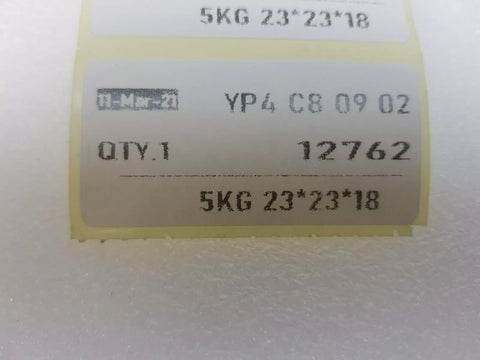 5KG 23*23*18
11-Mar-21 YP4 C8 09 02
QTY.1 12762
5KG 23*23*18